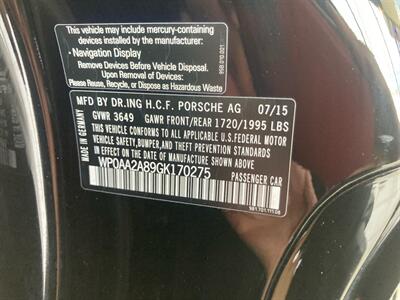 This vehicle may include mercury-containing
devices installed by the manufacturer:
• Navigation Display
Remove Devices Before Vehicle Disposal.
Upon Removal of Devices
Please Reuse, Recycle, or Dispose as Hazardous Waste
95B.010.021
MFD BY DR.ING H.C.F. PORSCHE AG 07/15
GVWR 3649 GAWR FRONT/REAR 1720/1995 LBS
THIS VEHICLE CONFORMS TO ALL APPLICABLE U.S.FEDERAL MOTOR
VEHICLE SAFETY,BUMPER,AND THEFT PREVENTION STANDARDS
IN EFFECT ON THE DATE OF MANUFACTURE SHOWN ABOVE
WP0AA2A89GK170275
PASSENGER CAR
MADE IN GERMANY